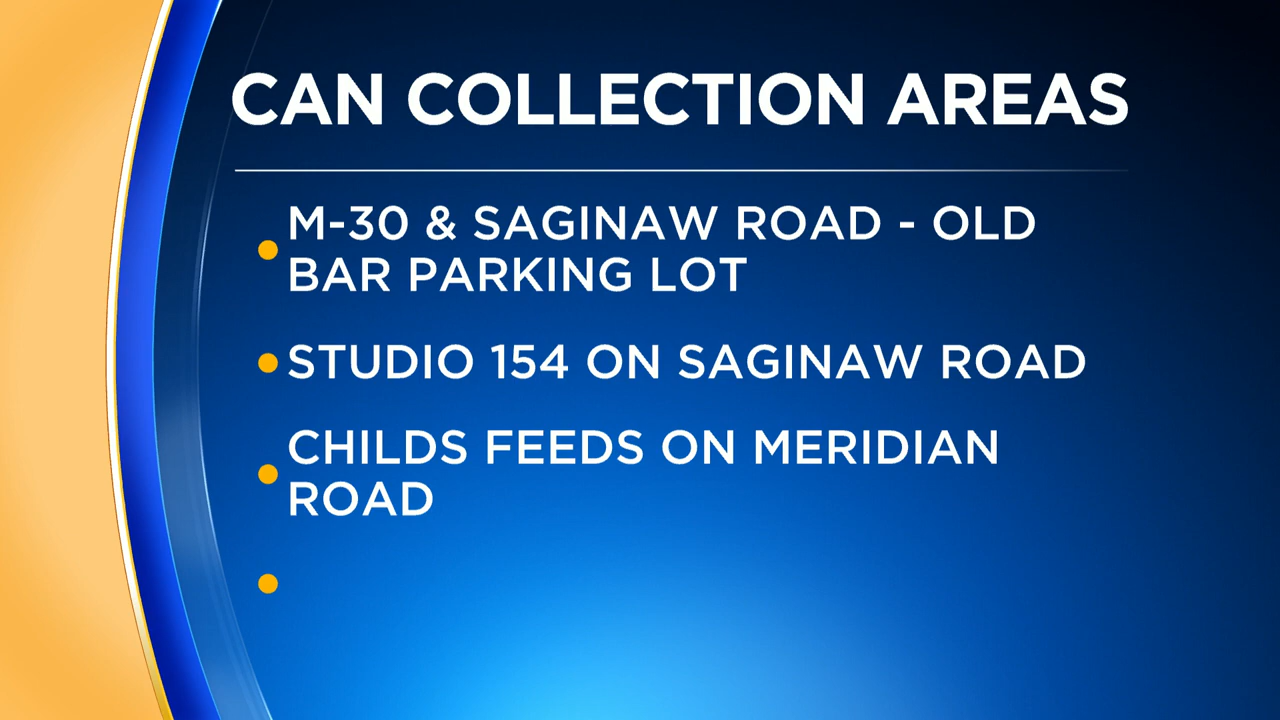 CAN COLLECTION AREAS
M-30 & SAGINAW ROAD - OLD
BAR PARKING LOT
STUDIO 154 ON SAGINAW ROAD
CHILDS FEEDS ON MERIDIAN
ROAD